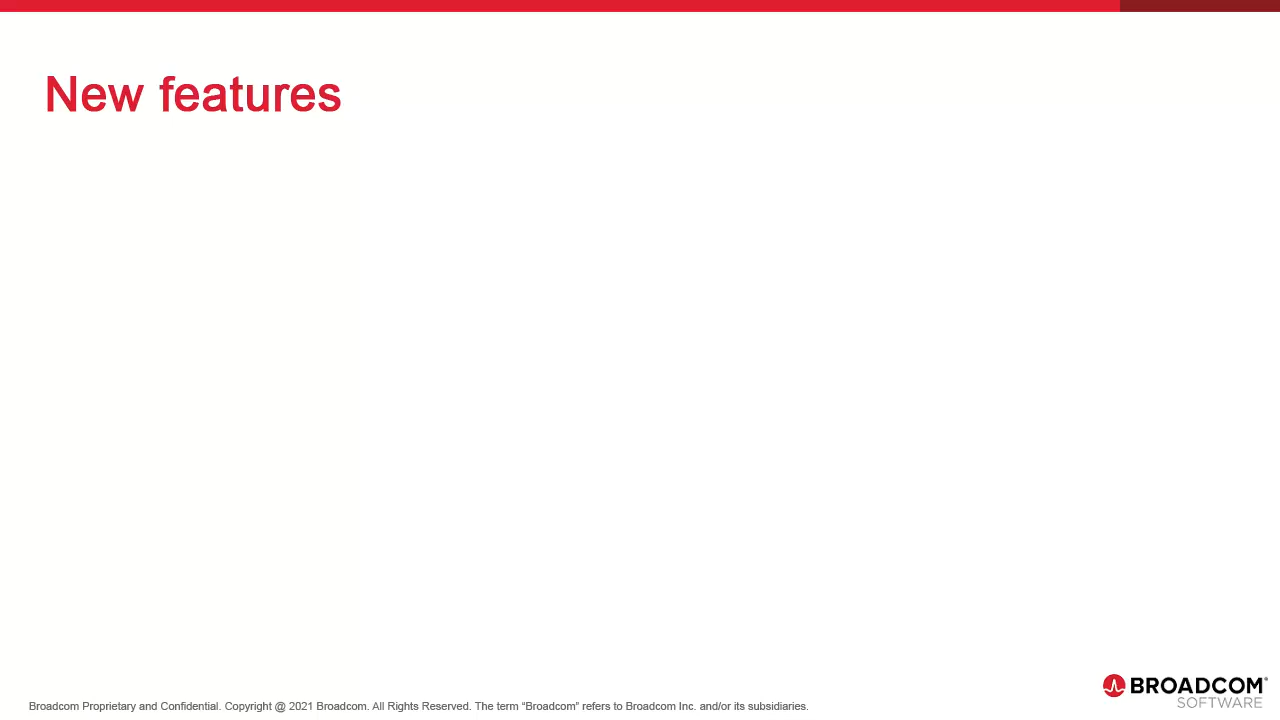 New features
BROADCOM®
SOFTWARE
Broadcom Proprietary and Confidential. Copyright @ 2021 Broadcom. All Rights Reserved. The term “Broadcom” refers to Broadcom Inc. and/or its subsidiaries.